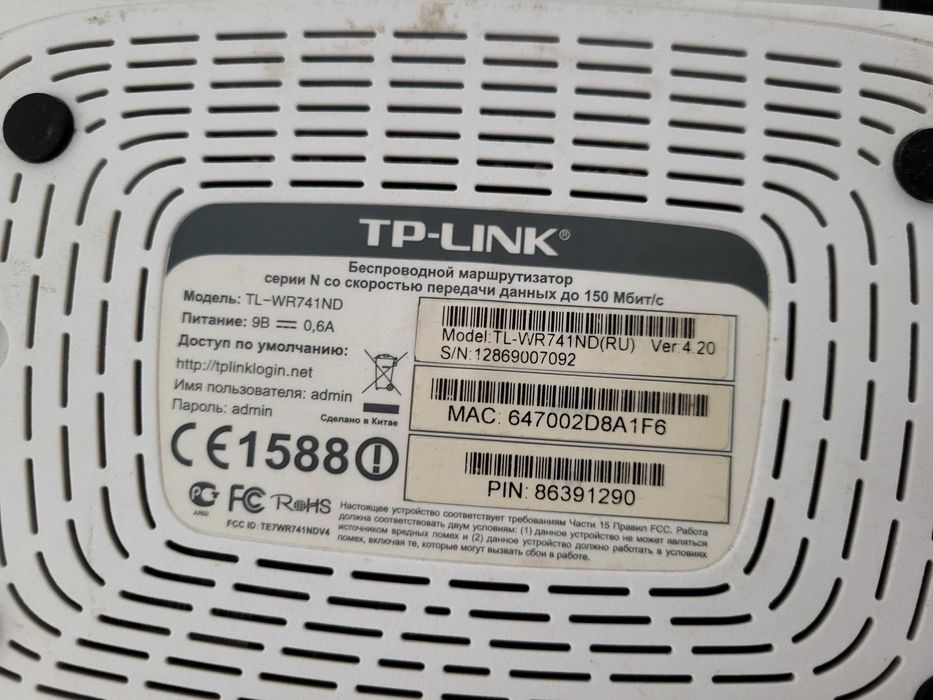 TP-LINK®
Беспроводной маршрутизатор
серии N со скоростью передачи данных до 150 Мбит/с
Модель: TL-WR741ND
Питание: 9В 0,6А
Доступ по умолчанию:
http://tplinklogin.net
Имя пользователя: admin
Пароль: admin
Сделано в Китае
CE1588
Model:TL-WR741ND(RU) Ver:4.20
S/N:12869007092
MAC: 647002D8A1F6
PIN: 86391290
РСТ
FC
RoHS
FCC ID: TE7WR741NDV4
Настоящее устройство соответствует требованиям Части 15 Правил FCC. Работа
должна соответствовать двум условиям: (1) данное устройство не может являться
источником вредных помех и (2) данное устройство должно работать в условиях
помех, включая те, которые могут вызвать сбои в работе.